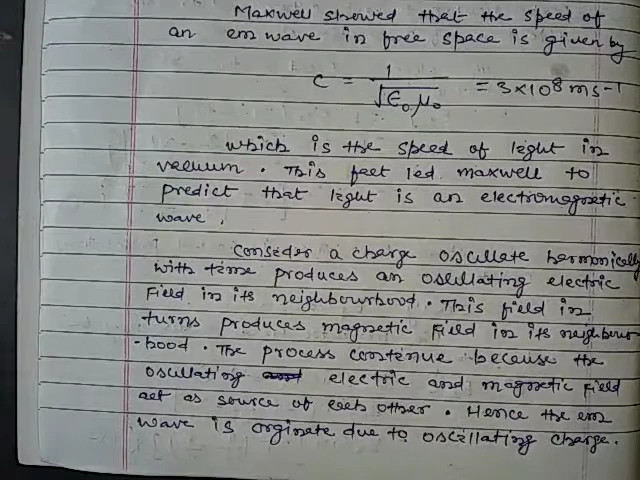 Maxwell showed that the speed of
an em wave in free space is given by
c = 1 / √ϵ₀ μ₀ = 3×10⁸ ms-1
which is the speed of light in
vacuum. This fact led maxwell to
predict that light is an electromagnetic
wave.
Consider a charge oscillate harmonically
with time produces an oscillating electric
Field in its neighbourhood. This field in
turns produces magnetic field in its neighbour
-hood. The process continue because the
oscillating electric and magnetic field
act as source of each other. Hence the em
wave is orginate due to oscillating charge.